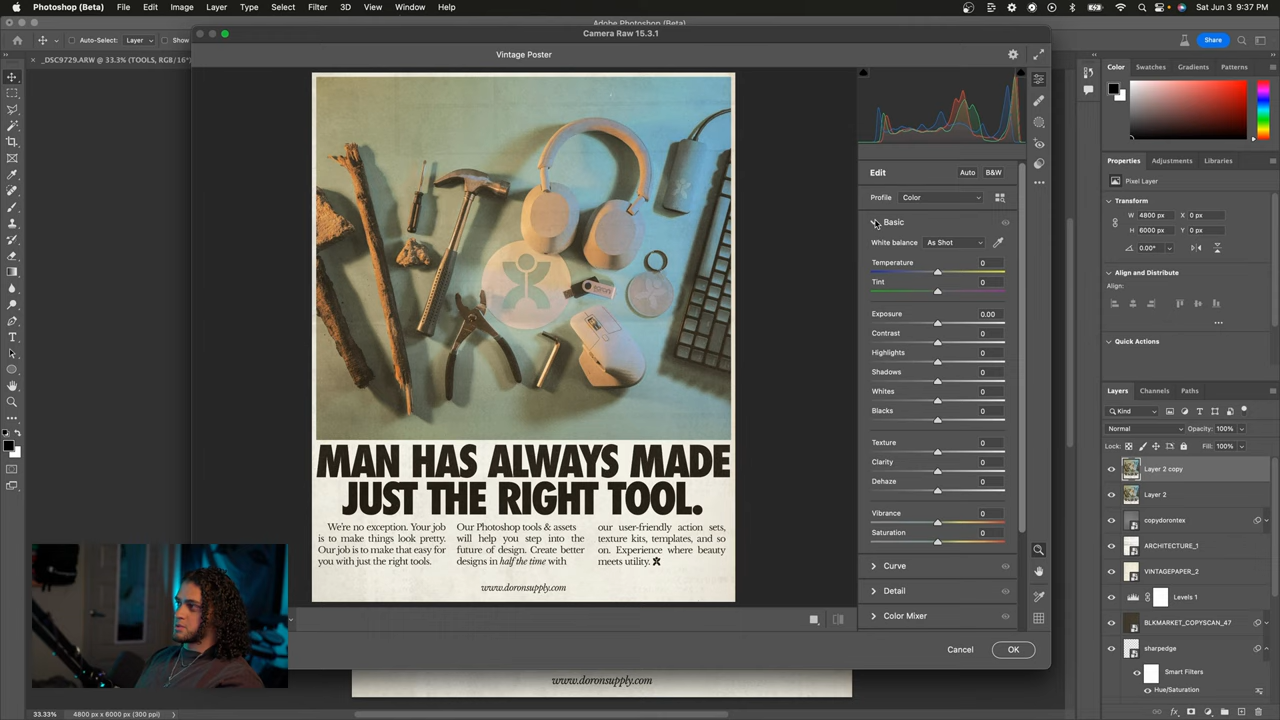 Photoshop (Beta) File Edit Image Layer Type Select Filter 3D View Window Help
Sat Jun 3 9:37 PM
Adobe Photoshop (Beta)
Auto-Select: Layer Show
Share
_DSC9729.ARW @ 33.3% (TOOLS, RGB/16*)
Camera Raw 15.3.1
Vintage Poster
MAN HAS ALWAYS MADE
JUST THE RIGHT TOOL.
We're no exception. Your job
is to make things look pretty.
Our job is to make that easy for
you with just the right tools.
Our Photoshop tools & assets
will help you step into the
future of design. Create better
designs in half the time with
our user-friendly action sets,
texture kits, templates, and so
on. Experience where beauty
meets utility.
www.doronsupply.com
Edit Auto B&W
Profile Color
Basic
White balance As Shot
Temperature 0
Tint 0
Exposure 0.00
Contrast 0
Highlights 0
Shadows 0
Whites 0
Blacks 0
Texture 0
Clarity 0
Dehaze 0
Vibrance 0
Saturation 0
Curve
Detail
Color Mixer
Cancel OK
Color Swatches Gradients Patterns
Properties Adjustments Libraries
Pixel Layer
Transform
W 4800 px X 0 px
H 6000 px Y 0 px
0.00°
Align and Distribute
Align:
Quick Actions
Layers Channels Paths
Kind
Normal Opacity: 100%
Lock: Fill: 100%
Layer 2 copy
Layer 2
copydorontex
ARCHITECTURE_1
VINTAGEPAPER_2
Levels 1
BLKMARKET_COPYSCAN_47
sharpedge
Smart Filters
Hue/Saturation
www.doronsupply.com
33.33% 4800 px x 6000 px (300 ppi)